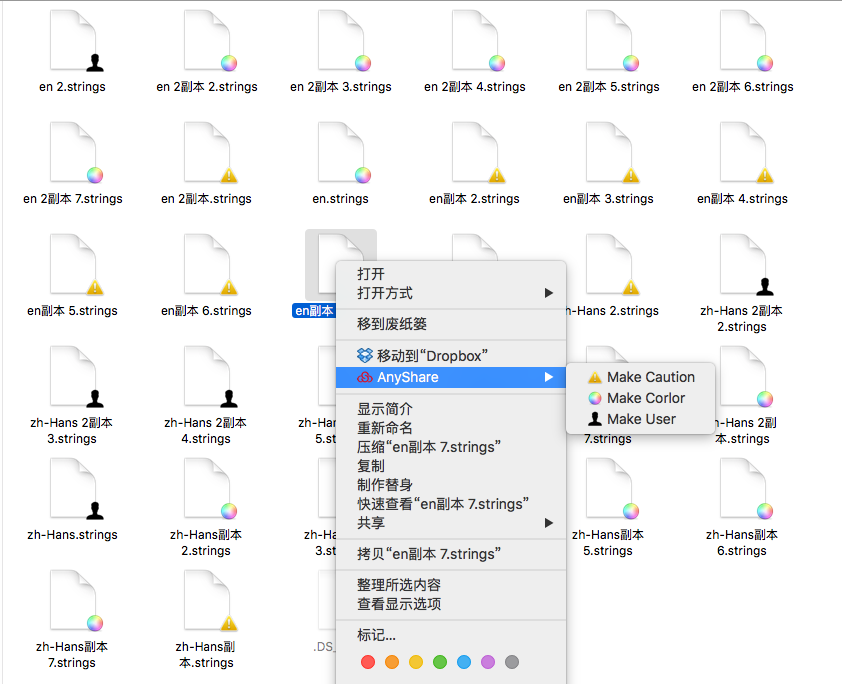 en 2.strings
en 2副本 2.strings
en 2副本 3.strings
en 2副本 4.strings
en 2副本 5.strings
en 2副本 6.strings
en 2副本 7.strings
en 2副本.strings
en.strings
en副本 2.strings
en副本 3.strings
en副本 4.strings
en副本 5.strings
en副本 6.strings
en副本
zh-Hans 2.strings
zh-Hans 2副本
2.strings
zh-Hans 2副本
3.strings
zh-Hans 2副本
4.strings
zh-Ha
5.s
7.strings
-Hans 2副
本.strings
zh-Hans.strings
zh-Hans副本
2.strings
zh-Ha
3.st
zh-Hans副本
5.strings
zh-Hans副本
6.strings
zh-Hans副本
7.strings
zh-Hans副
本.strings
.DS_
打开
打开方式
移到废纸篓
移动到“Dropbox”
AnyShare
显示简介
重新命名
压缩“en副本 7.strings”
复制
制作替身
快速查看“en副本 7.strings”
共享
拷贝“en副本 7.strings”
整理所选内容
查看显示选项
标记...
Make Caution
Make Corlor
Make User